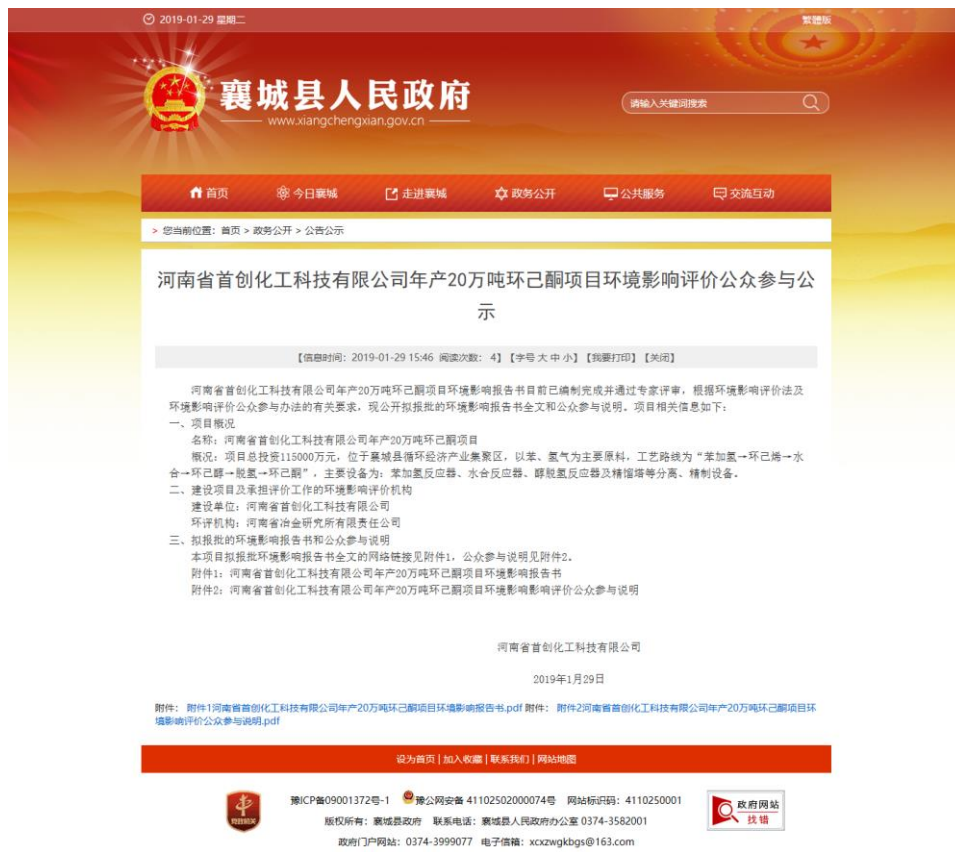 2019-01-29 星期二
繁體版
襄城县人民政府
www.xiangchengxian.gov.cn
请输入关键词搜索
首页 今日襄城 走进襄城 政务公开 公共服务 交流互动
> 您当前位置：首页 > 政务公开 > 公告公示
河南省首创化工科技有限公司年产20万吨环己酮项目环境影响评价公众参与公
示
【信息时间：2019-01-29 15:46 阅读次数： 4】【字号 大 中 小】【我要打印】【关闭】
河南省首创化工科技有限公司年产20万吨环己酮项目环境影响报告书目前已编制完成并通过专家评审，根据环境影响评价法及
环境影响评价公众参与办法的有关要求，现公开拟报批的环境影响报告书全文和公众参与说明。项目相关信息如下：
一、项目概况
名称：河南省首创化工科技有限公司年产20万吨环己酮项目
概况：项目总投资115000万元，位于襄城县循环经济产业集聚区，以苯、氢气为主要原料，工艺路线为“苯加氢→环己烯→水
合→环己醇→脱氢→环己酮”，主要设备为：苯加氢反应器、水合反应器、醇脱氢反应器及精馏塔等分离、精制设备。
二、建设项目及承担评价工作的环境影响评价机构
建设单位：河南省首创化工科技有限公司
环评机构：河南省冶金研究所有限责任公司
三、拟报批的环境影响报告书和公众参与说明
本项目拟报批环境影响报告书全文的网络链接见附件1，公众参与说明见附件2。
附件1：河南省首创化工科技有限公司年产20万吨环己酮项目环境影响报告书
附件2：河南省首创化工科技有限公司年产20万吨环己酮项目环境影响影响评价公众参与说明
河南省首创化工科技有限公司
2019年1月29日
附件： 附件1河南省首创化工科技有限公司年产20万吨环己酮项目环境影响报告书.pdf 附件： 附件2河南省首创化工科技有限公司年产20万吨环己酮项目环
境影响评价公众参与说明.pdf
设为首页 | 加入收藏 | 联系我们 | 网站地图
豫ICP备09001372号-1 豫公网安备 41102502000074号 网站标识码：4110250001
版权所有：襄城县政府 联系电话：襄城县人民政府办公室 0374-3582001
政府门户网站：0374-3999077 电子信箱：xcxzwgkbgs@163.com
党政机关
政府网站
找错